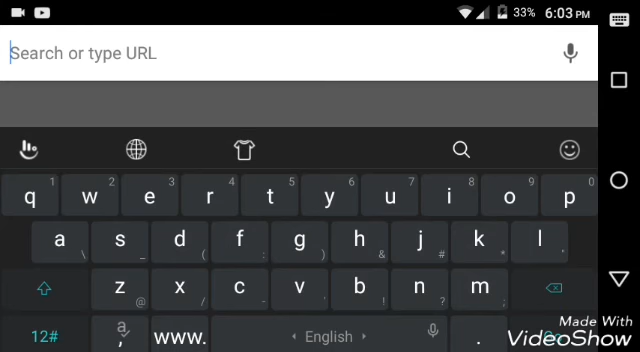 33% 6:03 PM
Search or type URL
1 2 3 4 5 6 7 8 9 0
q w e r t y u i o p
a s d f g h j k l
\ _ ( : ) & # * "
z x c v b n m
@ / - ' ! ? ;
12# a , www. English .
Made With
VideoShow